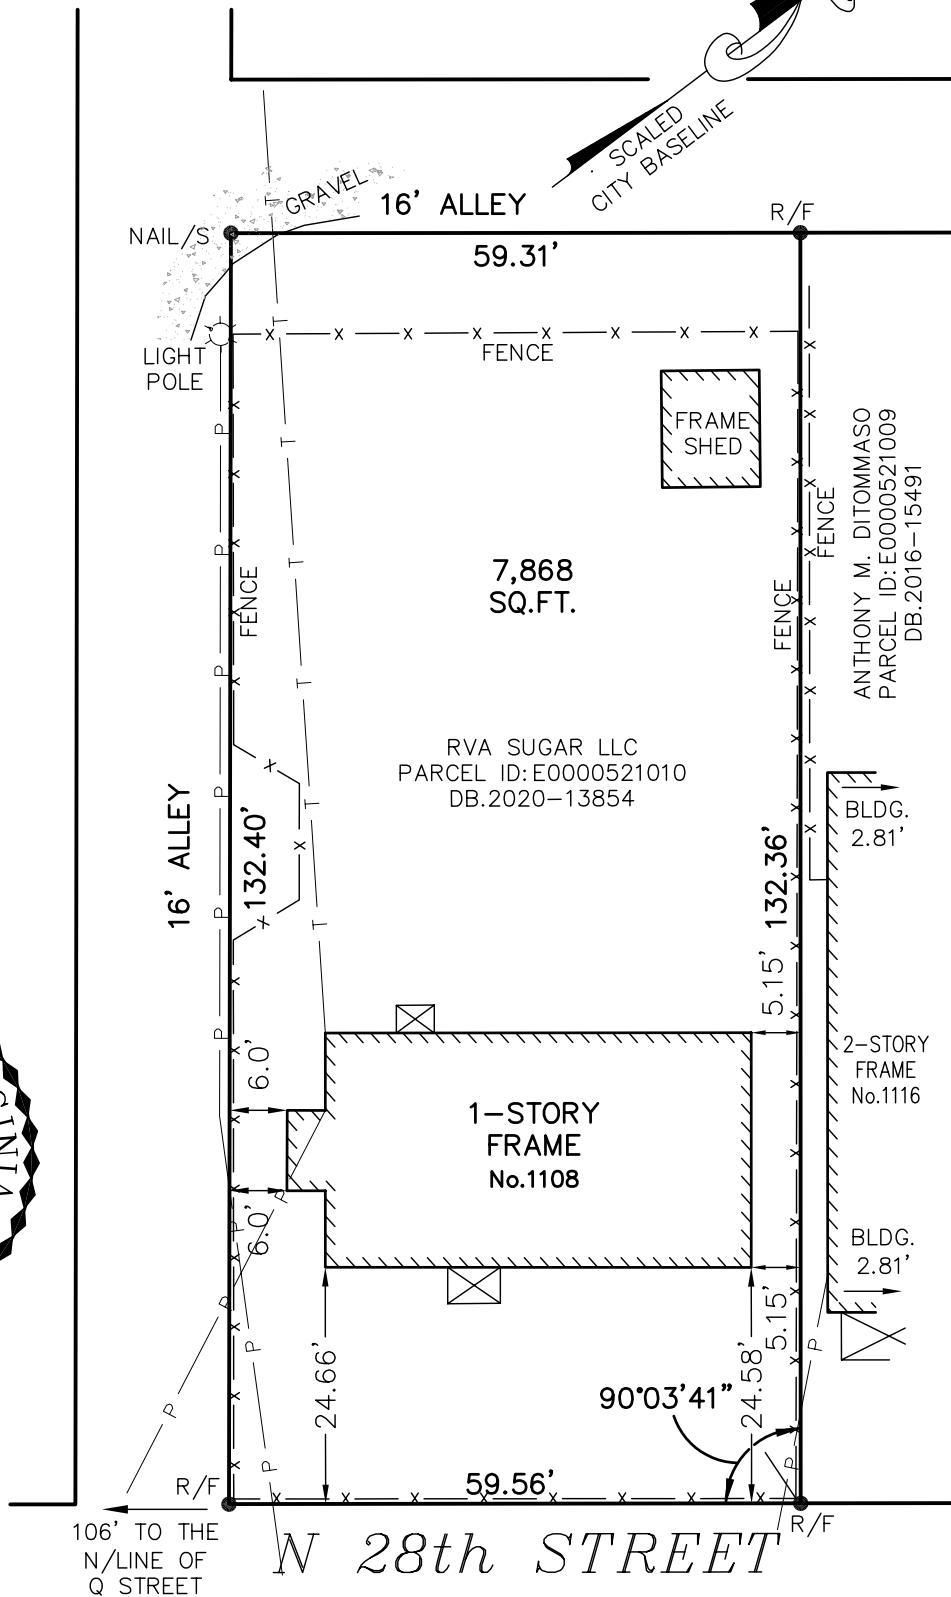 SCALED
CITY BASELINE
GRAVEL
16' ALLEY
R/F
NAIL/S
59.31'
FENCE
LIGHT
POLE
FRAME
SHED
FENCE
FENCE
FENCE
ANTHONY M. DITOMMASO
PARCEL ID:E0000521009
DB.2016-15491
7,868
SQ.FT.
RVA SUGAR LLC
PARCEL ID:E0000521010
DB.2020-13854
16' ALLEY
132.40'
132.36'
BLDG.
2.81'
5.15'
6.0'
2-STORY
FRAME
No.1116
1-STORY
FRAME
No.1108
6.0'
BLDG.
2.81'
5.15'
24.66'
24.58'
90°03'41"
59.56'
R/F
R/F
106' TO THE
N/LINE OF
Q STREET
N 28th STREET